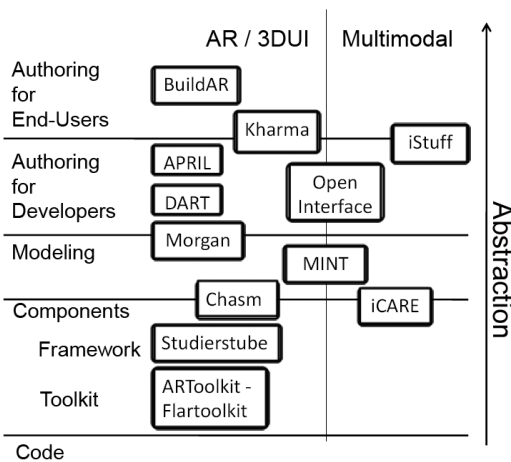 AR / 3DUI
Multimodal
Authoring
for
End-Users
BuildAR
Kharma
iStuff
Authoring
for
Developers
APRIL
DART
Open
Interface
Morgan
Modeling
MINT
Chasm
iCARE
Components
Framework
Studierstube
Toolkit
ARToolkit -
Flartoolkit
Code
Abstraction